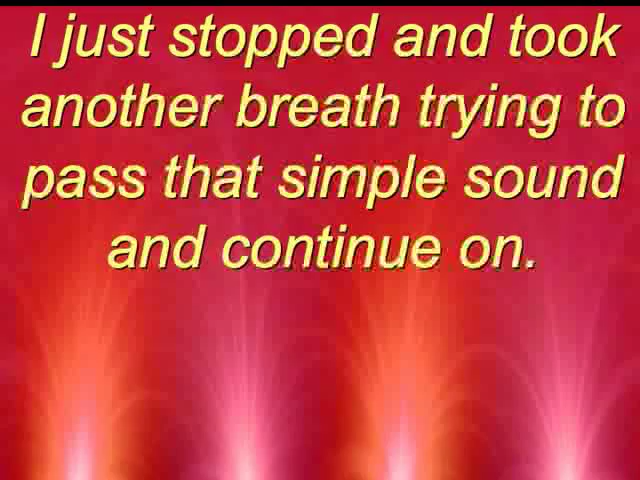 I just stopped and took
another breath trying to
pass that simple sound
and continue on.